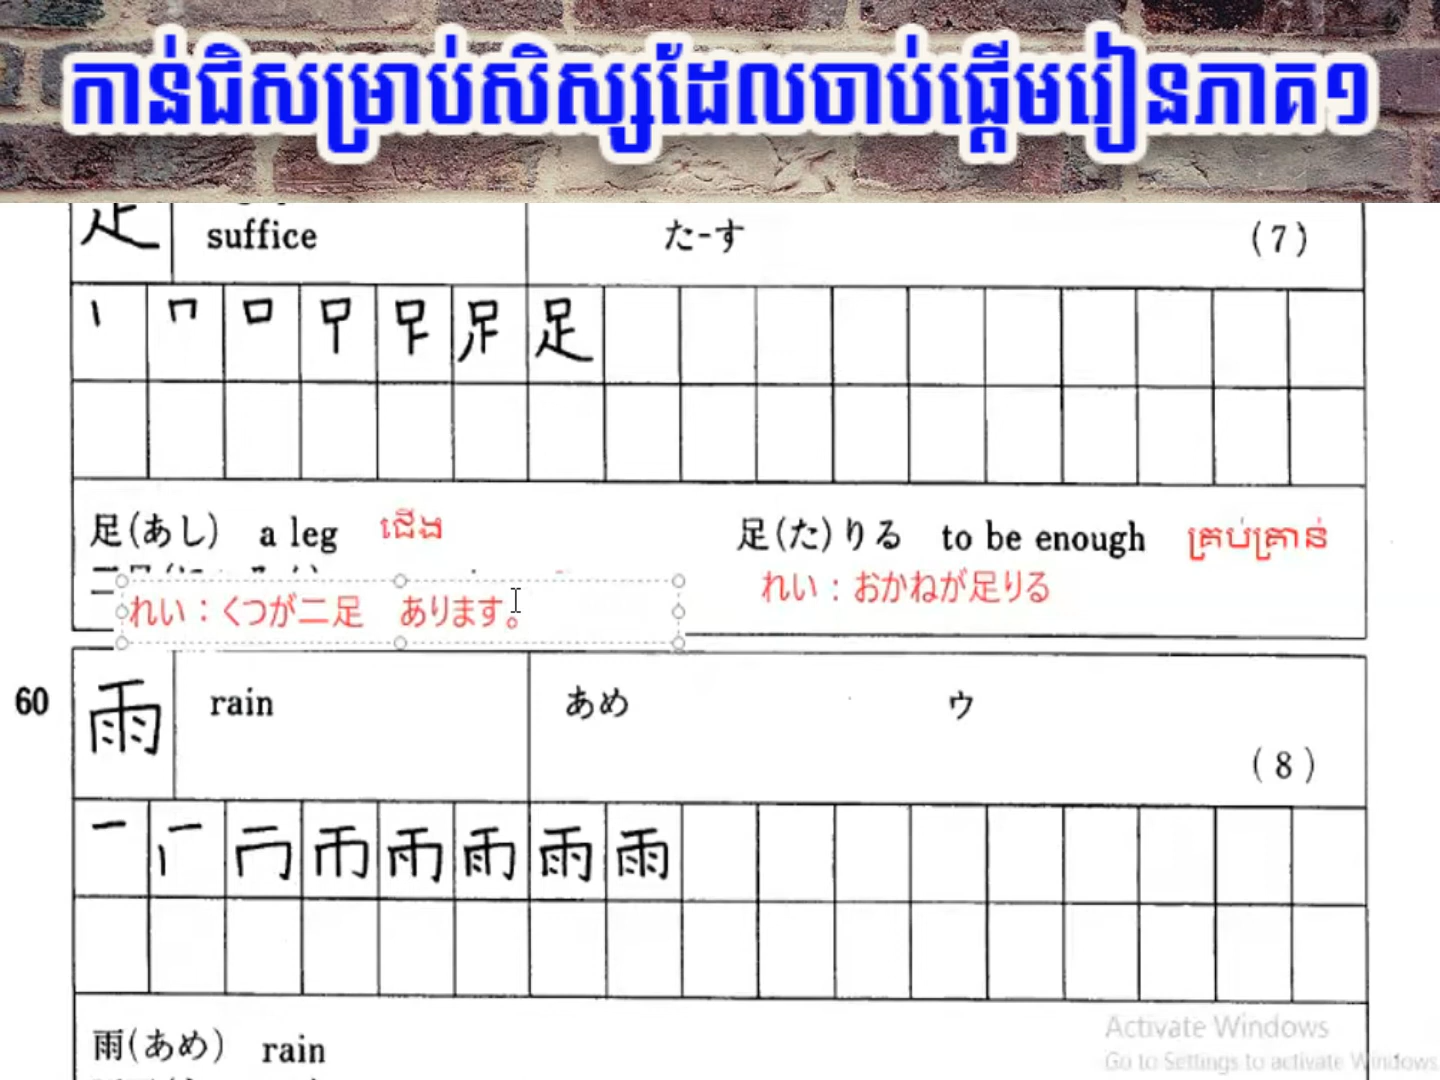 កាន់ជិសម្រាប់សិស្សដែលចាប់ផ្ដើមរៀនភាគ១
足 suffice た-す (7)
足
足(あし) a leg ជើង 足(た)りる to be enough គ្រប់គ្រាន់
れい：おかねが足りる
れい：くつが二足 あります。
60 雨 rain あめ ウ
(8)
雨
雨(あめ) rain
Activate Windows
Go to Settings to activate Windows.